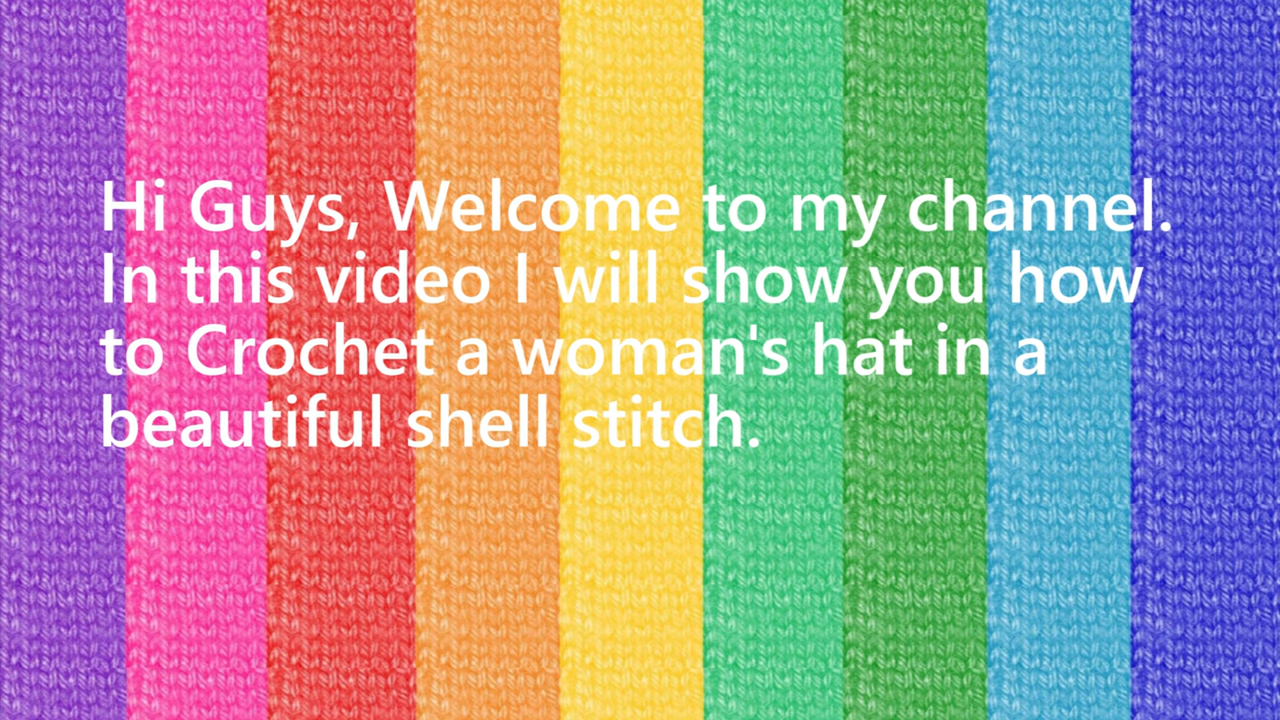 Hi Guys, Welcome to my channel.
In this video I will show you how
to Crochet a woman's hat in a
beautiful shell stitch.